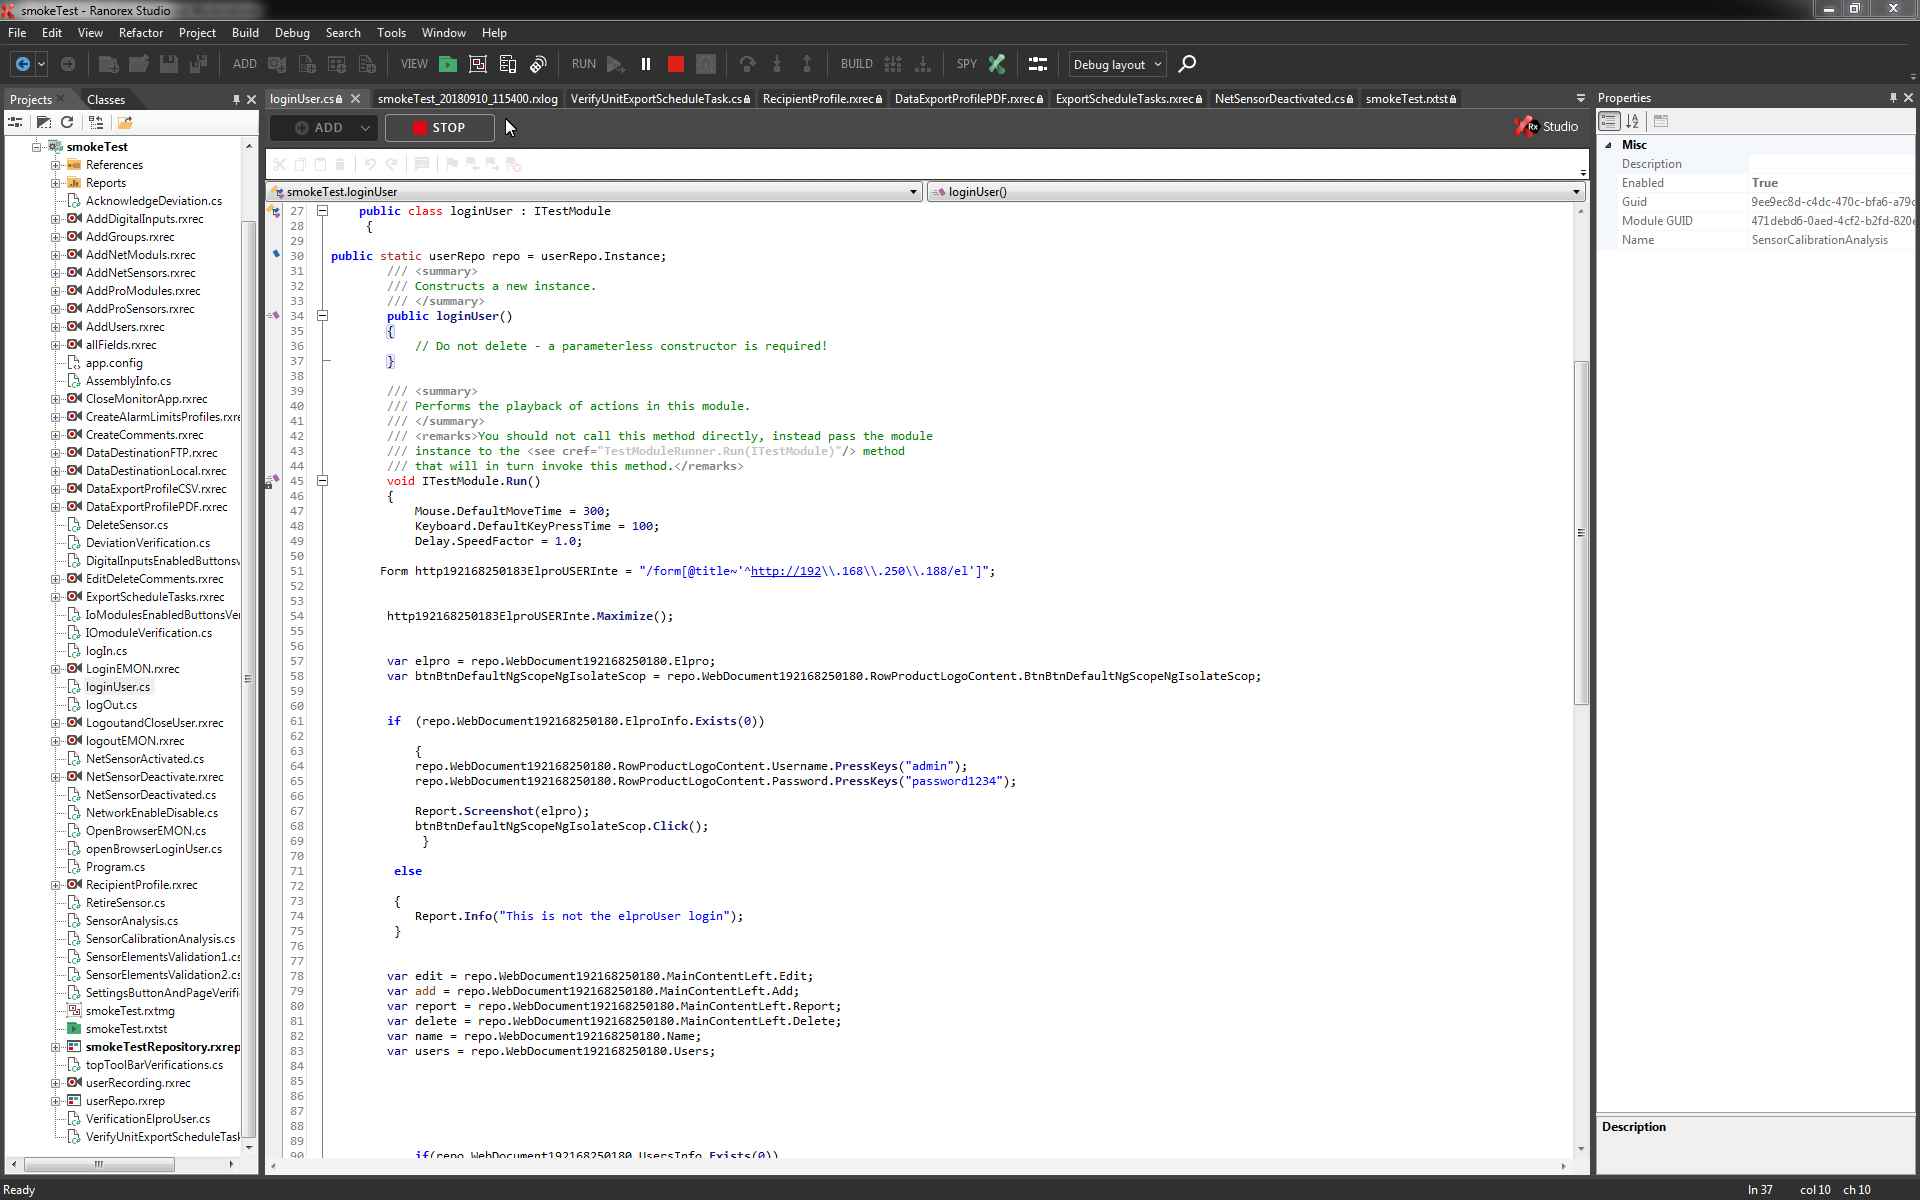 smokeTest - Ranorex Studio
File Edit View Refactor Project Build Debug Search Tools Window Help
ADD VIEW RUN BUILD SPY Debug layout
Projects Classes
loginUser.cs smokeTest_20180910_115400.rxlog VerifyUnitExportScheduleTask.cs RecipientProfile.rxrec DataExportProfilePDF.rxrec ExportScheduleTasks.rxrec NetSensorDeactivated.cs smokeTest.rxtst
ADD STOP Rx Studio
smokeTest.loginUser loginUser()
smokeTest
References
Reports
AcknowledgeDeviation.cs
AddDigitalInputs.rxrec
AddGroups.rxrec
AddNetModuls.rxrec
AddNetSensors.rxrec
AddProModules.rxrec
AddProSensors.rxrec
AddUsers.rxrec
allFields.rxrec
app.config
AssemblyInfo.cs
CloseMonitorApp.rxrec
CreateAlarmLimitsProfiles.rxre
CreateComments.rxrec
DataDestinationFTP.rxrec
DataDestinationLocal.rxrec
DataExportProfileCSV.rxrec
DataExportProfilePDF.rxrec
DeleteSensor.cs
DeviationVerification.cs
DigitalInputsEnabledButtonsv
EditDeleteComments.rxrec
ExportScheduleTasks.rxrec
IoModulesEnabledButtonsVei
IOmoduleVerification.cs
logIn.cs
LoginEMON.rxrec
loginUser.cs
logOut.cs
LogoutandCloseUser.rxrec
logoutEMON.rxrec
NetSensorActivated.cs
NetSensorDeactivate.rxrec
NetSensorDeactivated.cs
NetworkEnableDisable.cs
OpenBrowserEMON.cs
openBrowserLoginUser.cs
Program.cs
RecipientProfile.rxrec
RetireSensor.cs
SensorAnalysis.cs
SensorCalibrationAnalysis.cs
SensorElementsValidation1.cs
SensorElementsValidation2.cs
SettingsButtonAndPageVerifi
smokeTest.rxtmg
smokeTest.rxtst
smokeTestRepository.rxrep
topToolBarVerifications.cs
userRecording.rxrec
userRepo.rxrep
VerificationElproUser.cs
VerifyUnitExportScheduleTask
27 public class loginUser : ITestModule
28 {
29
30 public static userRepo repo = userRepo.Instance;
31 /// <summary>
32 /// Constructs a new instance.
33 /// </summary>
34 public loginUser()
35 {
36 // Do not delete - a parameterless constructor is required!
37 }
38
39 /// <summary>
40 /// Performs the playback of actions in this module.
41 /// </summary>
42 /// <remarks>You should not call this method directly, instead pass the module
43 /// instance to the <see cref="TestModuleRunner.Run(ITestModule)"/> method
44 /// that will in turn invoke this method.</remarks>
45 void ITestModule.Run()
46 {
47 Mouse.DefaultMoveTime = 300;
48 Keyboard.DefaultKeyPressTime = 100;
49 Delay.SpeedFactor = 1.0;
50
51 Form http192168250183ElproUSERInte = "/form[@title~'^http://192\\.168\\.250\\.188/el']";
52
53
54 http192168250183ElproUSERInte.Maximize();
55
56
57 var elpro = repo.WebDocument192168250180.Elpro;
58 var btnBtnDefaultNgScopeNgIsolateScop = repo.WebDocument192168250180.RowProductLogoContent.BtnBtnDefaultNgScopeNgIsolateScop;
59
60
61 if (repo.WebDocument192168250180.ElproInfo.Exists(0))
62
63 {
64 repo.WebDocument192168250180.RowProductLogoContent.Username.PressKeys("admin");
65 repo.WebDocument192168250180.RowProductLogoContent.Password.PressKeys("password1234");
66
67 Report.Screenshot(elpro);
68 btnBtnDefaultNgScopeNgIsolateScop.Click();
69 }
70
71 else
72
73 {
74 Report.Info("This is not the elproUser login");
75 }
76
77
78 var edit = repo.WebDocument192168250180.MainContentLeft.Edit;
79 var add = repo.WebDocument192168250180.MainContentLeft.Add;
80 var report = repo.WebDocument192168250180.MainContentLeft.Report;
81 var delete = repo.WebDocument192168250180.MainContentLeft.Delete;
82 var name = repo.WebDocument192168250180.Name;
83 var users = repo.WebDocument192168250180.Users;
84
85
86
87
88
89
90 if(repo.WebDocument192168250180.UsersInfo.Exists(0))
Properties
Misc
Description
Enabled True
Guid 9ee9ec8d-c4dc-470c-bfa6-a79c
Module GUID 471debd6-0aed-4cf2-b2fd-820e
Name SensorCalibrationAnalysis
Description
Ready ln 37 col 10 ch 10